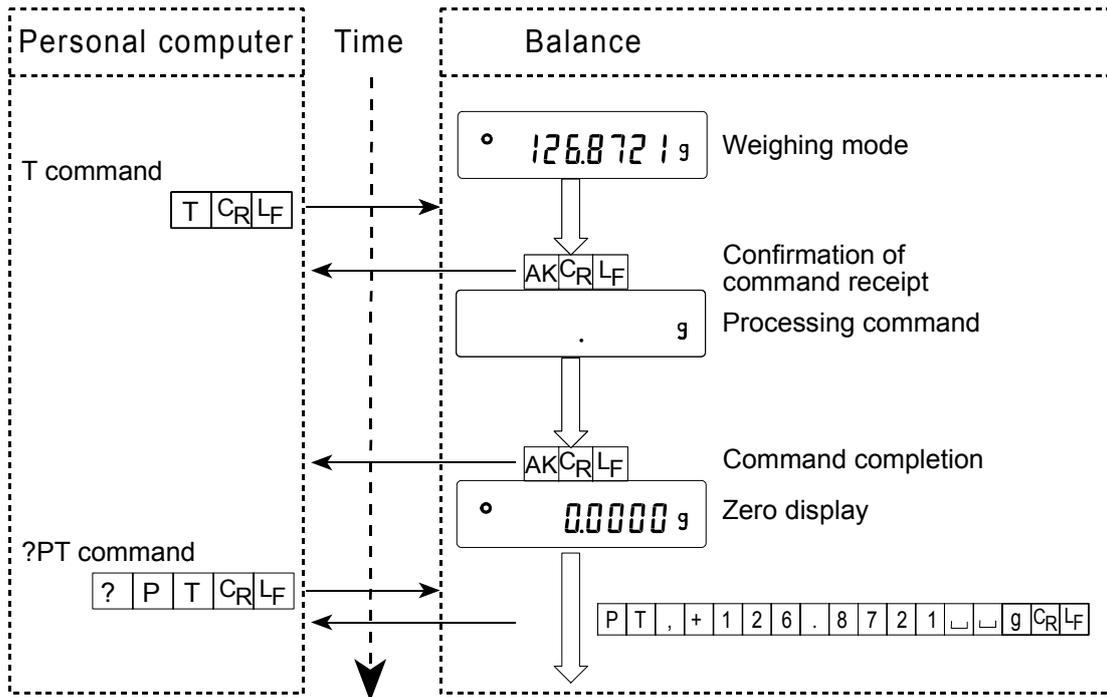 Personal computer Time Balance
126.8721 g Weighing mode
T command
T CR LF
AK CR LF Confirmation of
command receipt
. g Processing command
AK CR LF Command completion
0.0000 g Zero display
?PT command
? P T CR LF
P T , + 1 2 6 . 8 7 2 1 ␣ ␣ g CR LF